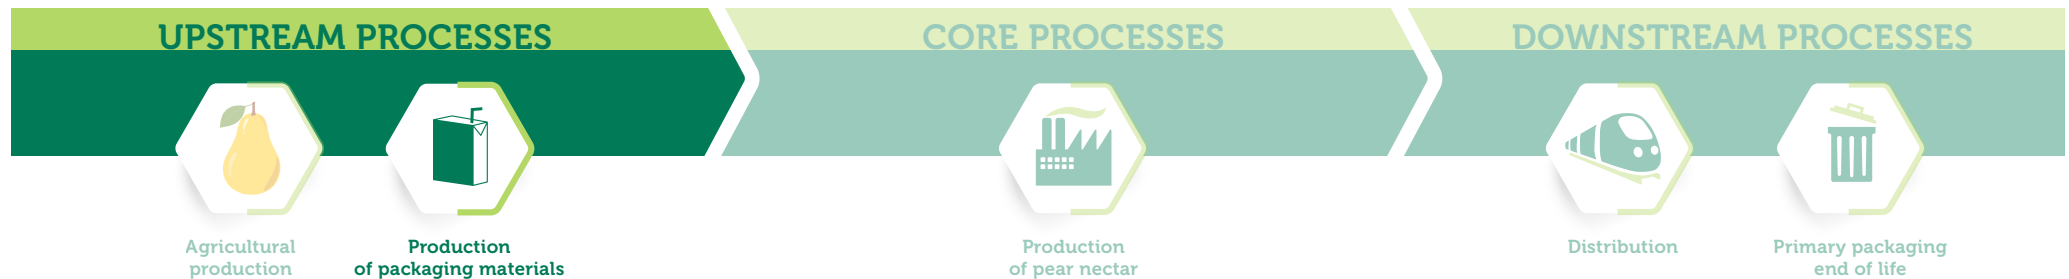 UPSTREAM PROCESSES
CORE PROCESSES
DOWNSTREAM PROCESSES
Agricultural
production
Production
of packaging materials
Production
of pear nectar
Distribution
Primary packaging
end of life